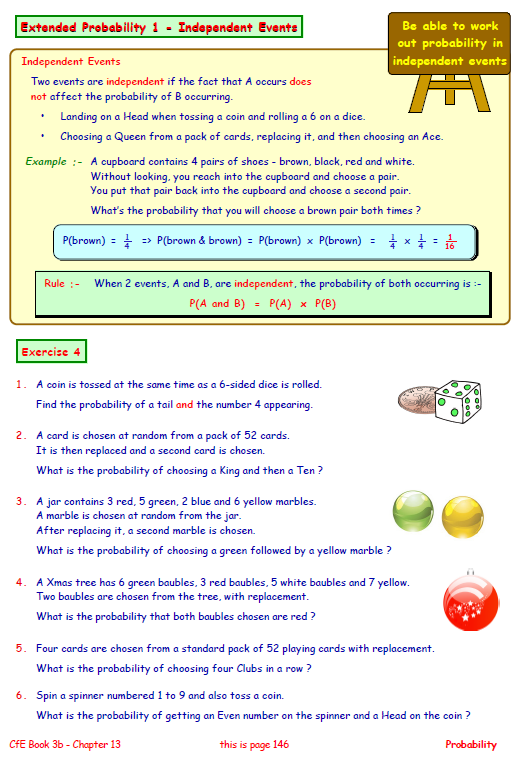 Extended Probability 1 - Independent Events
Be able to work
out probability in
independent events
Independent Events
Two events are independent if the fact that A occurs does
not affect the probability of B occurring.
• Landing on a Head when tossing a coin and rolling a 6 on a dice.
• Choosing a Queen from a pack of cards, replacing it, and then choosing an Ace.
Example :- A cupboard contains 4 pairs of shoes - brown, black, red and white.
Without looking, you reach into the cupboard and choose a pair.
You put that pair back into the cupboard and choose a second pair.
What's the probability that you will choose a brown pair both times ?
P(brown) = 1/4 => P(brown & brown) = P(brown) x P(brown) = 1/4 x 1/4 = 1/16
Rule :- When 2 events, A and B, are independent, the probability of both occurring is :-
P(A and B) = P(A) x P(B)
Exercise 4
1. A coin is tossed at the same time as a 6-sided dice is rolled.
Find the probability of a tail and the number 4 appearing.
2. A card is chosen at random from a pack of 52 cards.
It is then replaced and a second card is chosen.
What is the probability of choosing a King and then a Ten ?
3. A jar contains 3 red, 5 green, 2 blue and 6 yellow marbles.
A marble is chosen at random from the jar.
After replacing it, a second marble is chosen.
What is the probability of choosing a green followed by a yellow marble ?
4. A Xmas tree has 6 green baubles, 3 red baubles, 5 white baubles and 7 yellow.
Two baubles are chosen from the tree, with replacement.
What is the probability that both baubles chosen are red ?
5. Four cards are chosen from a standard pack of 52 playing cards with replacement.
What is the probability of choosing four Clubs in a row ?
6. Spin a spinner numbered 1 to 9 and also toss a coin.
What is the probability of getting an Even number on the spinner and a Head on the coin ?
CfE Book 3b - Chapter 13 this is page 146 Probability